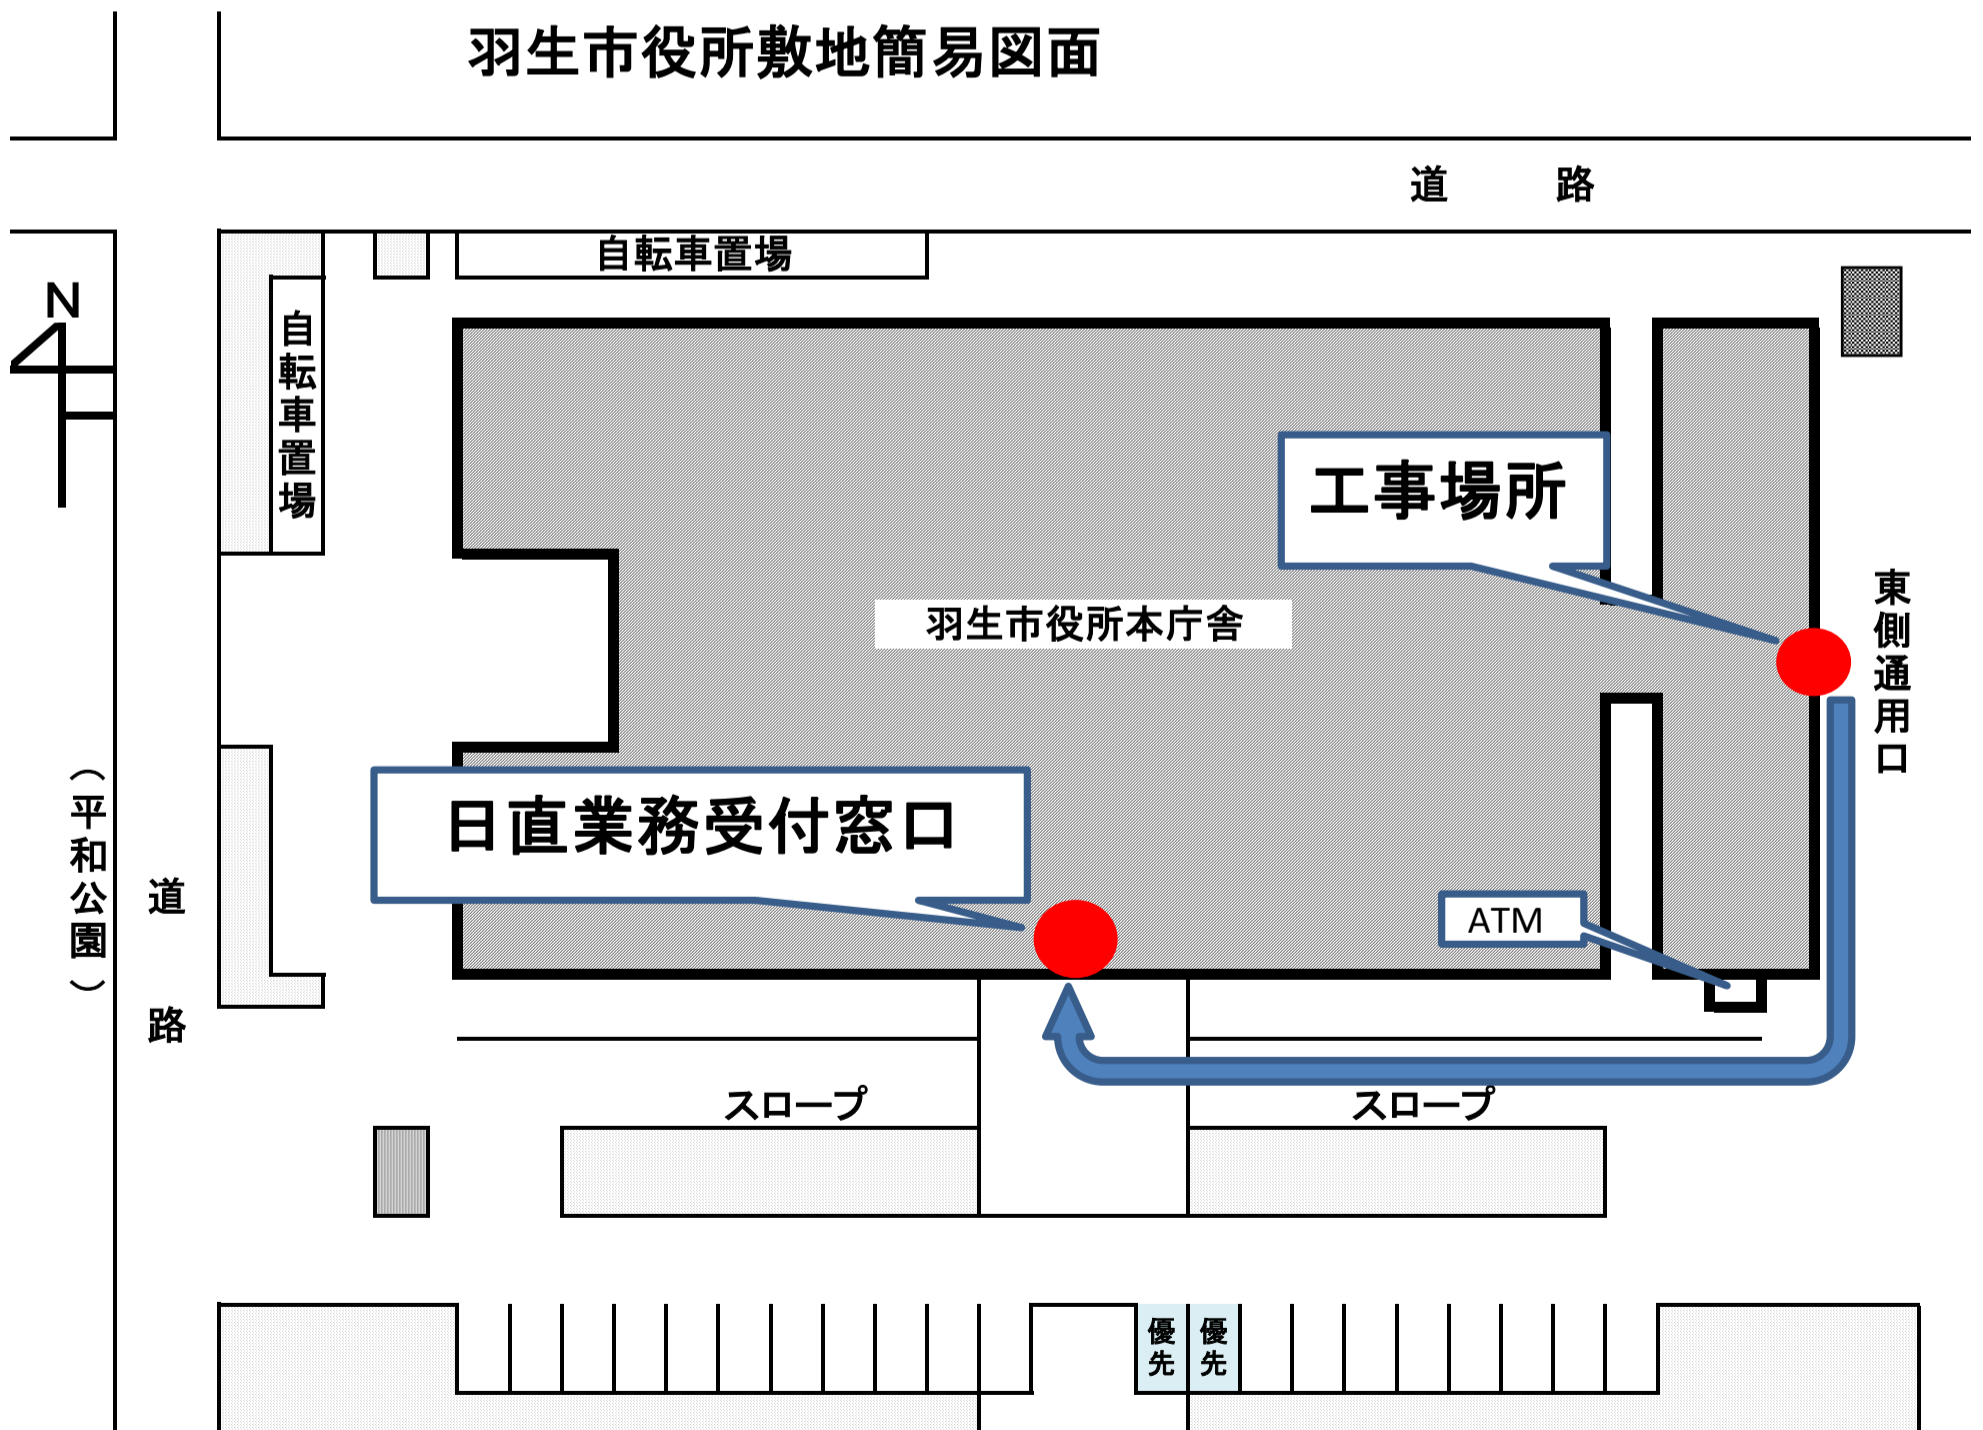 羽生市役所敷地簡易図面
道　路
自転車置場
N
自転車置場
工事場所
羽生市役所本庁舎
東側通用口
日直業務受付窓口
（平和公園）
道路
ATM
スロープ
スロープ
優先
優先